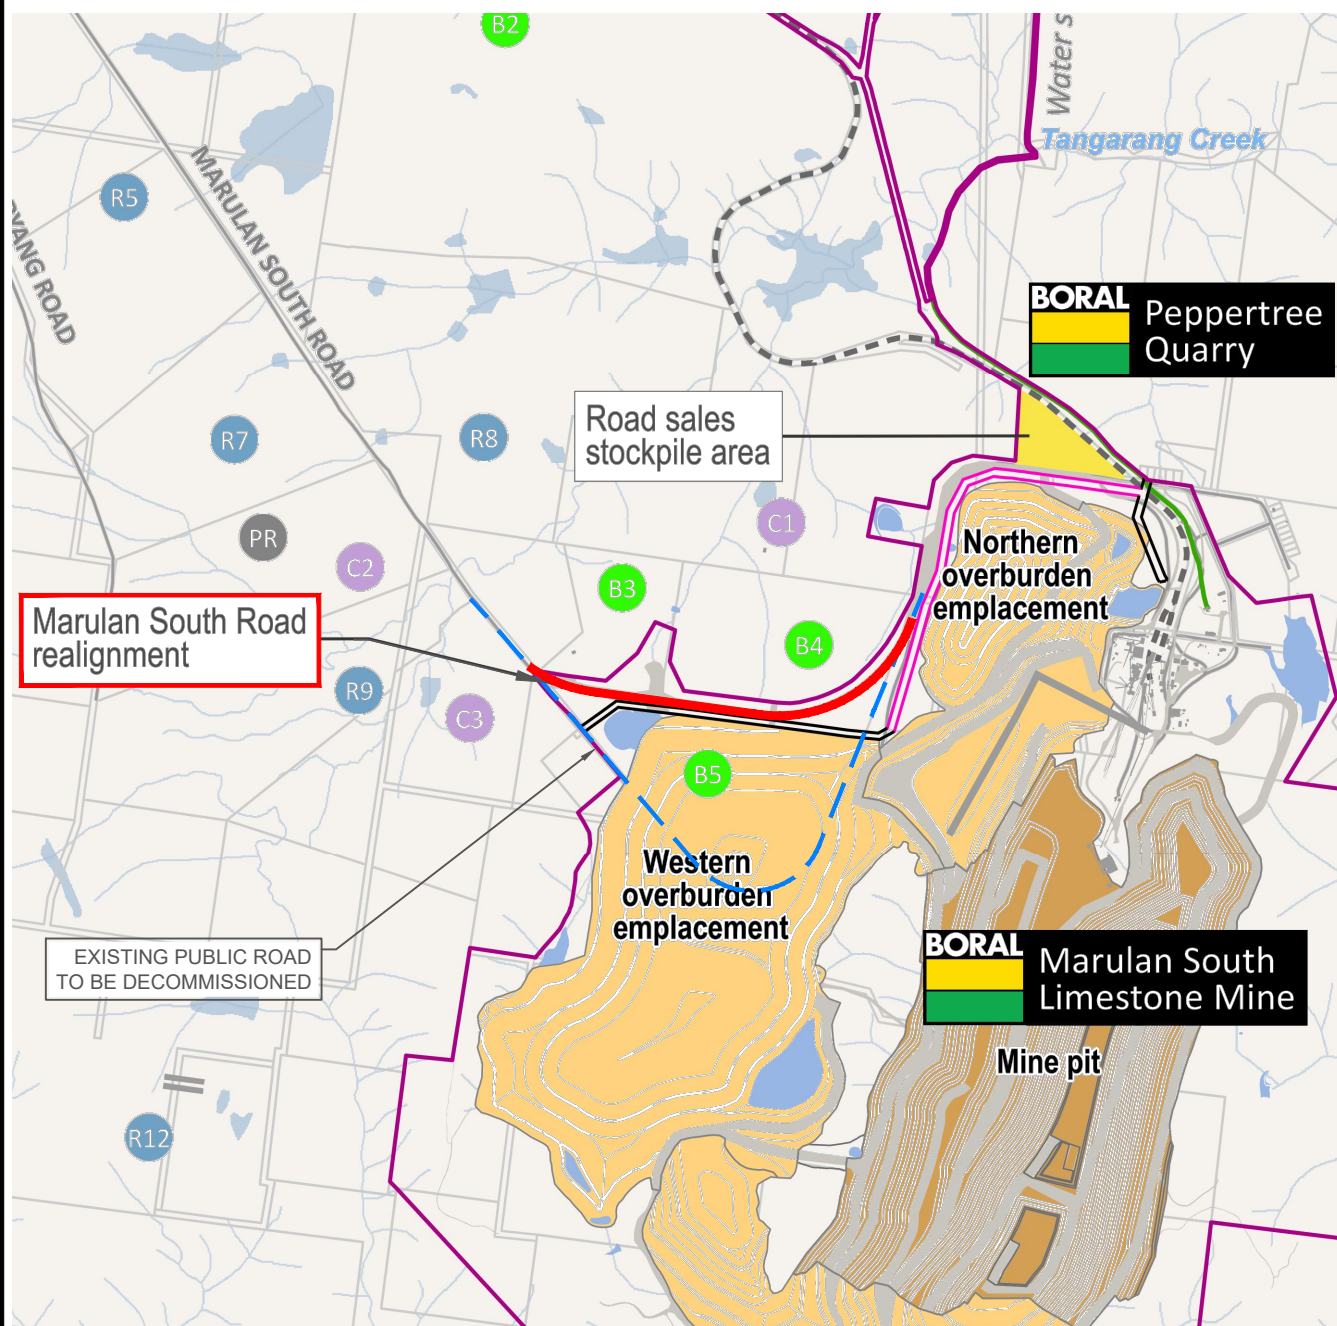 B2
Water s
Tangarang Creek
R5
MARULAN SOUTH ROAD
YANG ROAD
BORAL
Peppertree
Quarry
Road sales
stockpile area
R7
R8
C1
PR
C2
Northern
overburden
emplacement
B3
Marulan South Road
realignment
B4
R9
C3
B5
Western
overburden
emplacement
EXISTING PUBLIC ROAD
TO BE DECOMMISSIONED
BORAL
Marulan South
Limestone Mine
Mine pit
R12